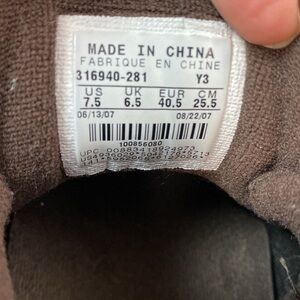 MADE IN CHINA
FABRIQUE EN CHINE
316940-281 Y3
US UK EUR CM
7.5 6.5 40.5 25.5
06/13/07 08/22/07
100856080
UPC